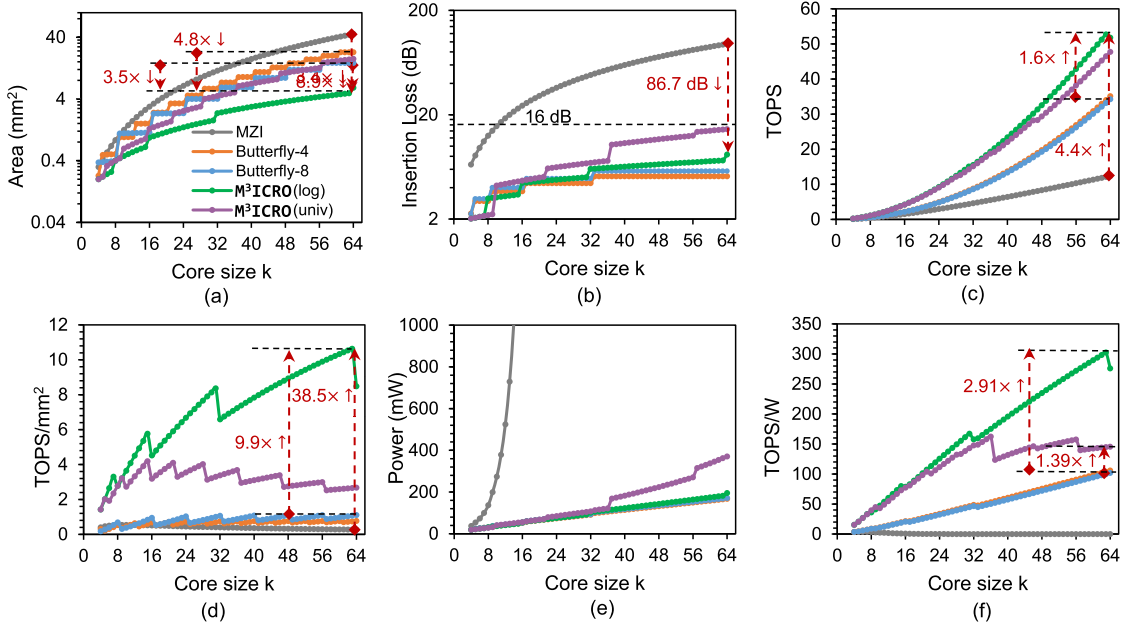 40
4
0.4
0.04
Area (mm²)
4.8× ↓
3.5× ↓
8.9× ↓
MZI
Butterfly-4
Butterfly-8
M³ICRO(log)
M³ICRO(univ)
0 8 16 24 32 40 48 56 64
Core size k
(a)
200
20
2
Insertion Loss (dB)
86.7 dB ↓
16 dB
0 8 16 24 32 40 48 56 64
Core size k
(b)
60
50
40
30
20
10
0
TOPS
1.6× ↑
4.4× ↑
0 8 16 24 32 40 48 56 64
Core size k
(c)
12
10
8
6
4
2
0
TOPS/mm²
38.5× ↑
9.9× ↑
0 8 16 24 32 40 48 56 64
Core size k
(d)
1000
800
600
400
200
0
Power (mW)
0 8 16 24 32 40 48 56 64
Core size k
(e)
350
300
250
200
150
100
50
0
TOPS/W
2.91× ↑
1.39× ↑
0 8 16 24 32 40 48 56 64
Core size k
(f)